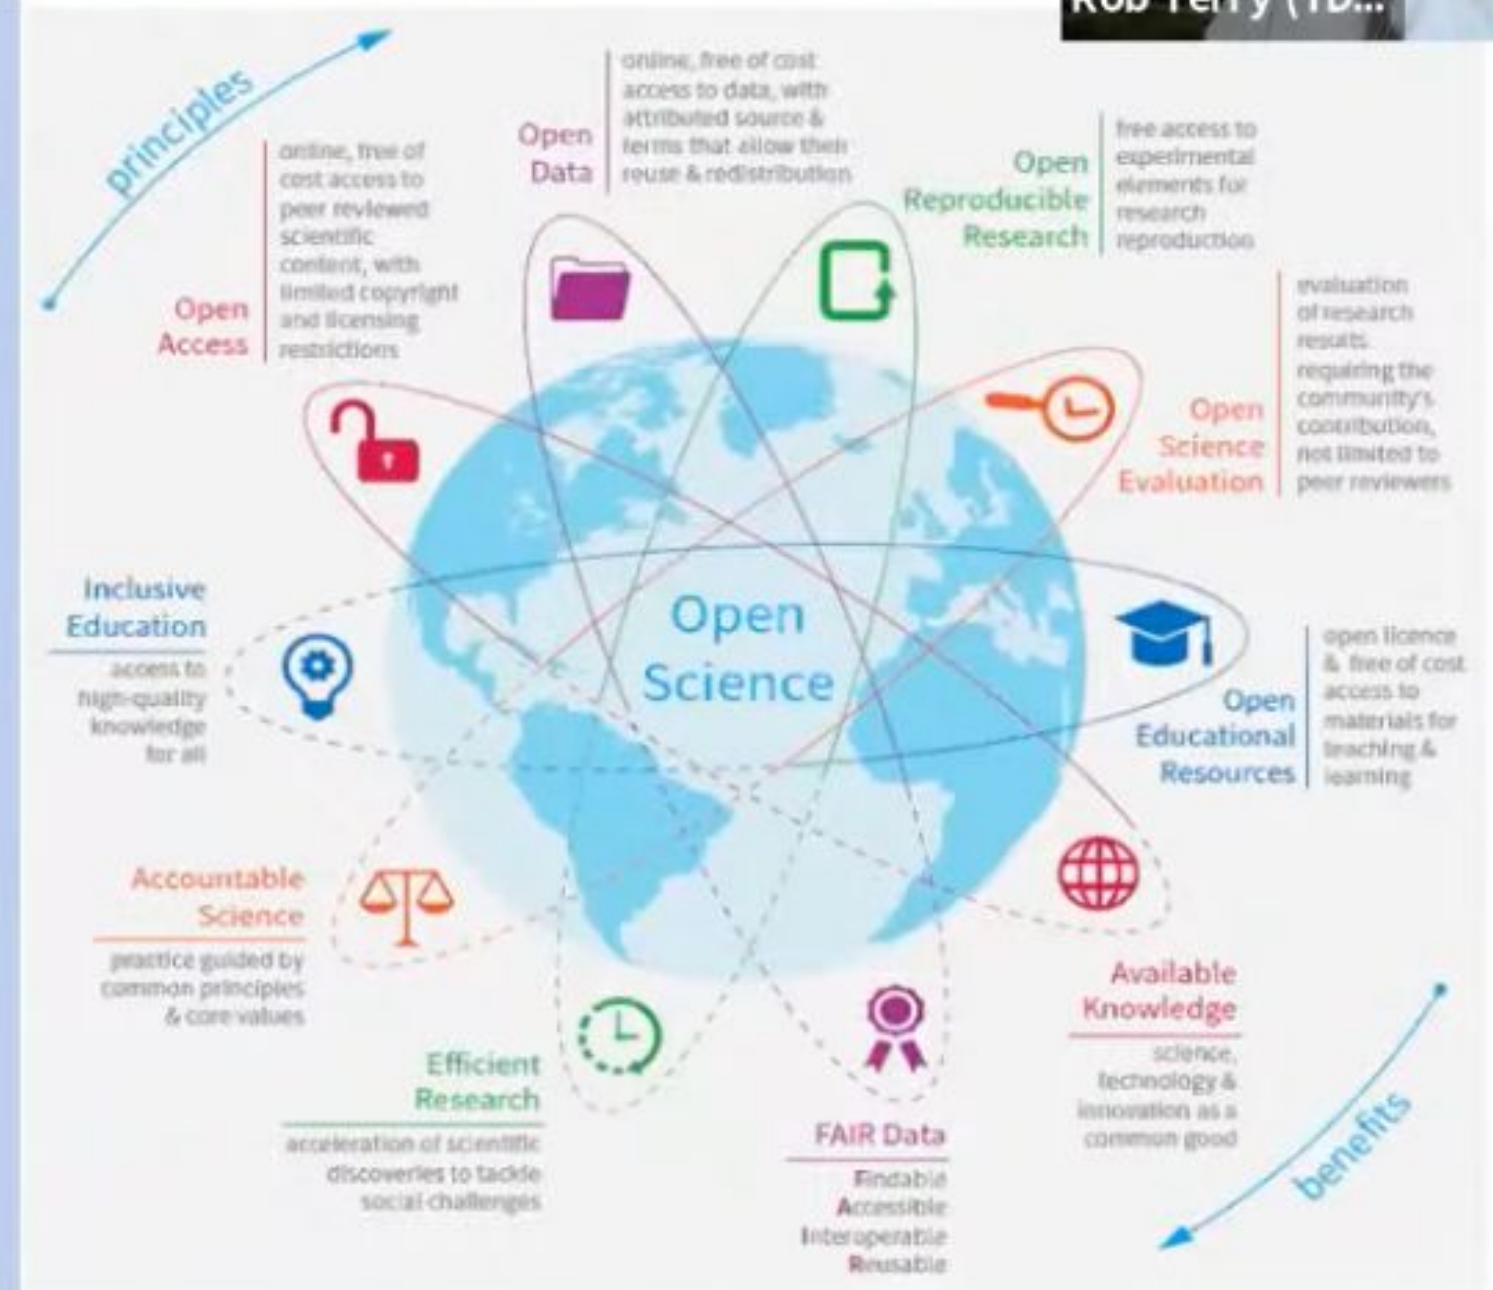 Rob Terry (TD...
principles
Open
Access
online, free of
cost access to
peer reviewed
scientific
content, with
limited copyright
and licensing
restrictions
Open
Data
online, free of cost
access to data, with
attributed source &
terms that allow their
reuse & redistribution
Open
Reproducible
Research
free access to
experimental
elements for
research
reproduction
Open
Science
Evaluation
evaluation
of research
results
requiring the
community's
contribution,
not limited to
peer reviewers
Open
Science
Inclusive
Education
access to
high-quality
knowledge
for all
Open
Educational
Resources
open licence
& free of cost
access to
materials for
teaching &
learning
Accountable
Science
practice guided by
common principles
& core values
Efficient
Research
acceleration of scientific
discoveries to tackle
social challenges
FAIR Data
Findable
Accessible
Interoperable
Reusable
Available
Knowledge
science,
technology &
innovation as a
common good
benefits